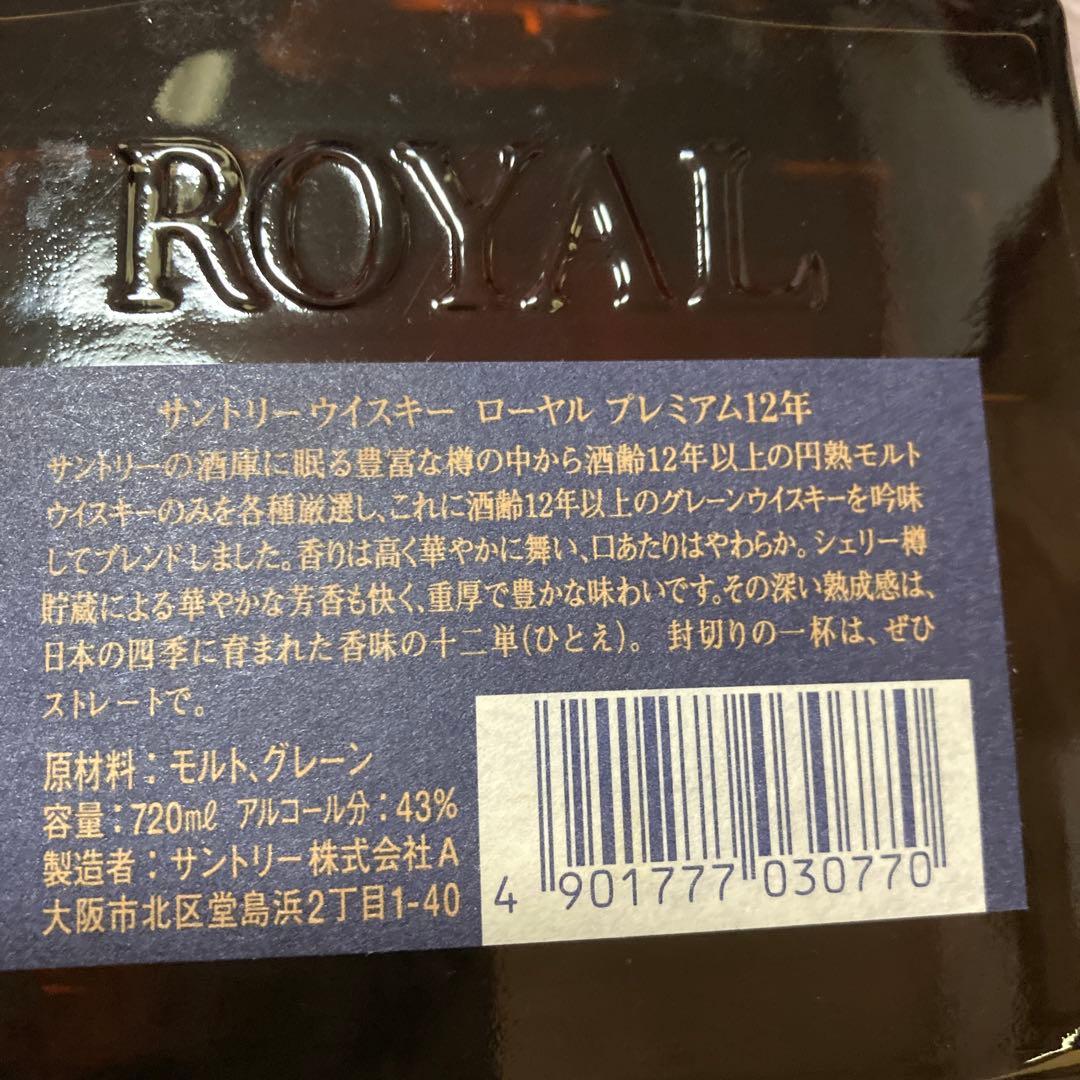 ROYAL
サントリーウイスキー ローヤル プレミアム12年
サントリーの酒庫に眠る豊富な樽の中から酒齢12年以上の円熟モルト
ウイスキーのみを各種厳選し、これに酒齢12年以上のグレーンウイスキーを吟味
してブレンドしました。香りは高く華やかに舞い、口あたりはやわらか。シェリー樽
貯蔵による華やかな芳香も快く、重厚で豊かな味わいです。その深い熟成感は、
日本の四季に育まれた香味の十二単(ひとえ)。 封切りの一杯は、ぜひ
ストレートで。
原材料：モルト、グレーン
容量：720mℓ アルコール分：43%
製造者：サントリー株式会社A
大阪市北区堂島浜2丁目1-40
4 901777 030770